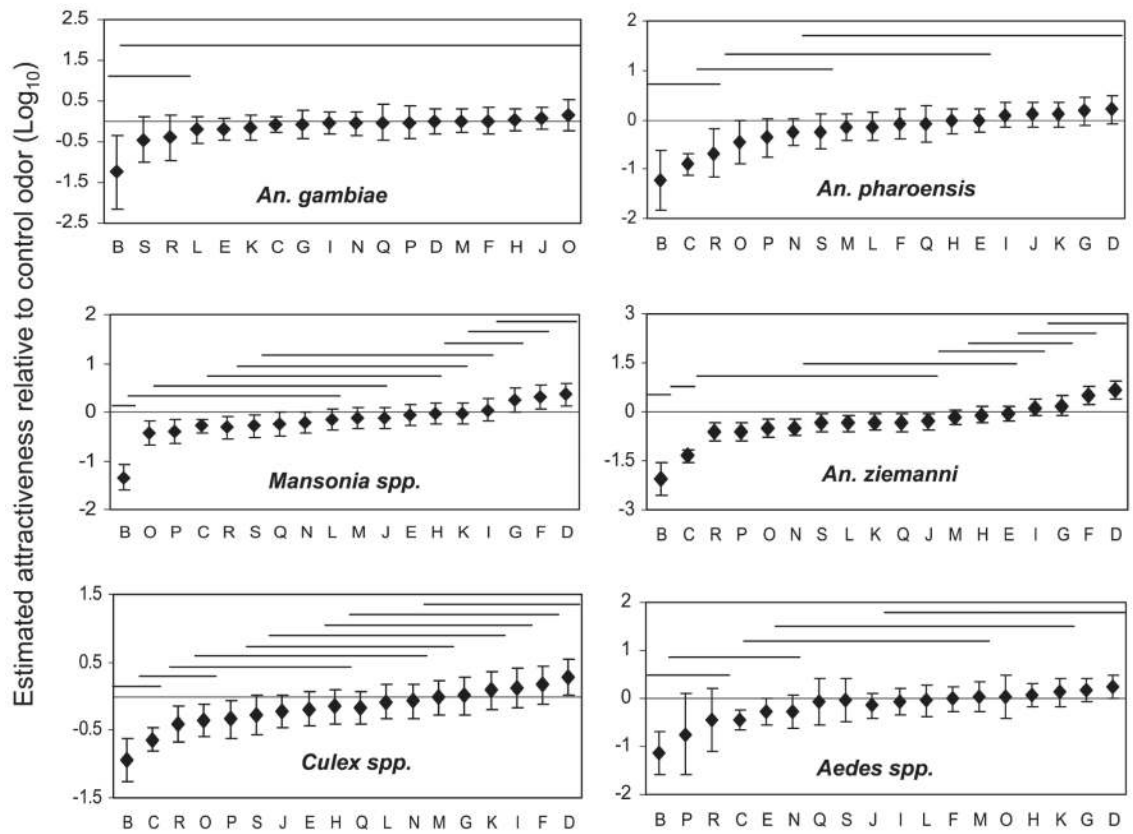 Estimated attractiveness relative to control odor (Log10)
2.5
1.5
0.5
-0.5
-1.5
-2.5
An. gambiae
B S R L E K C G I N Q P D M F H J O
2
1
0
-1
-2
An. pharoensis
B C R O P N S M L F Q H E I J K G D
2
1
0
-1
-2
Mansonia spp.
B O P C R S Q N L M J E H K I G F D
3
1.5
0
-1.5
-3
An. ziemanni
B C R P O N S L K Q J M H E I G F D
1.5
0.5
-0.5
-1.5
Culex spp.
B C R O P S J E H Q L N M G K I F D
2
1
0
-1
-2
Aedes spp.
B P R C E N Q S J I L F M O H K G D